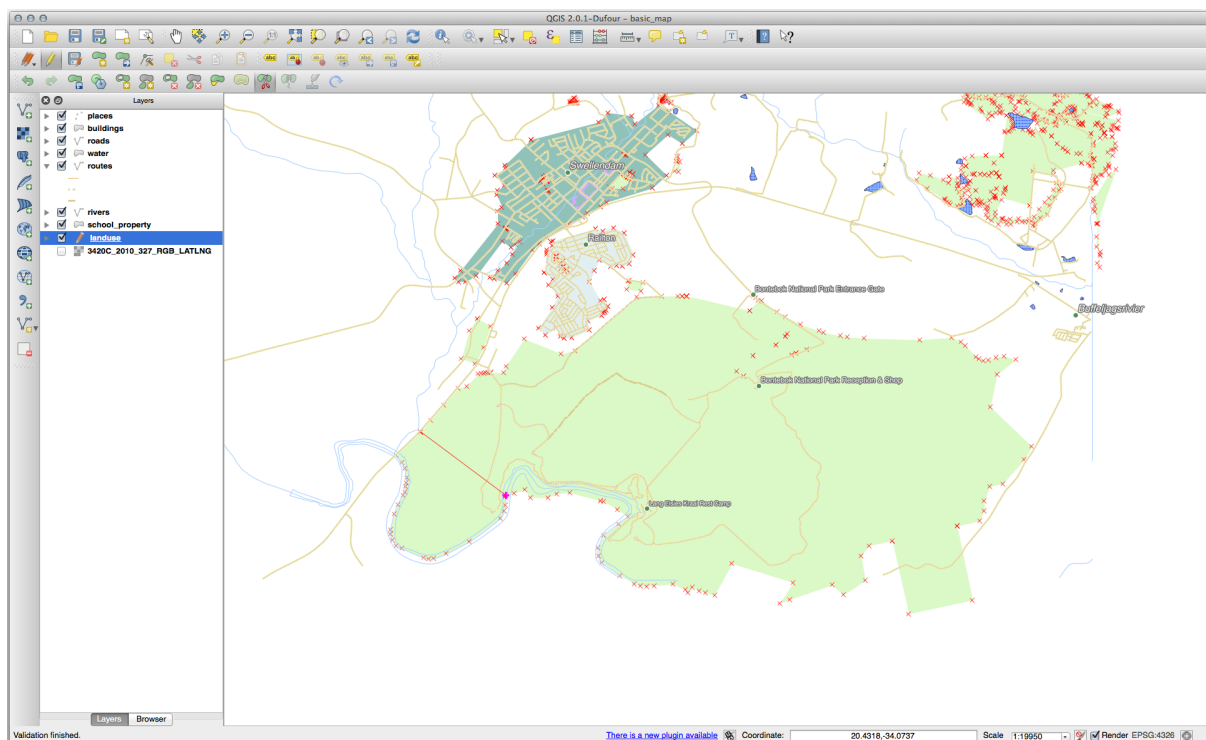 QGIS 2.0.1-Dufour – basic_map
Layers
places
buildings
roads
water
routes
rivers
school_property
landuse
3420C_2010_327_RGB_LATLNG
Swellendam
Railton
Bontebok National Park Entrance Gate
Buffeljagsrivier
Bontebok National Park Reception & Shop
Lang Elsies Kraal Rest Camp
Layers Browser
Validation finished. There is a new plugin available Coordinate: 20.4318,-34.0737 Scale 1:19950 Render EPSG:4326